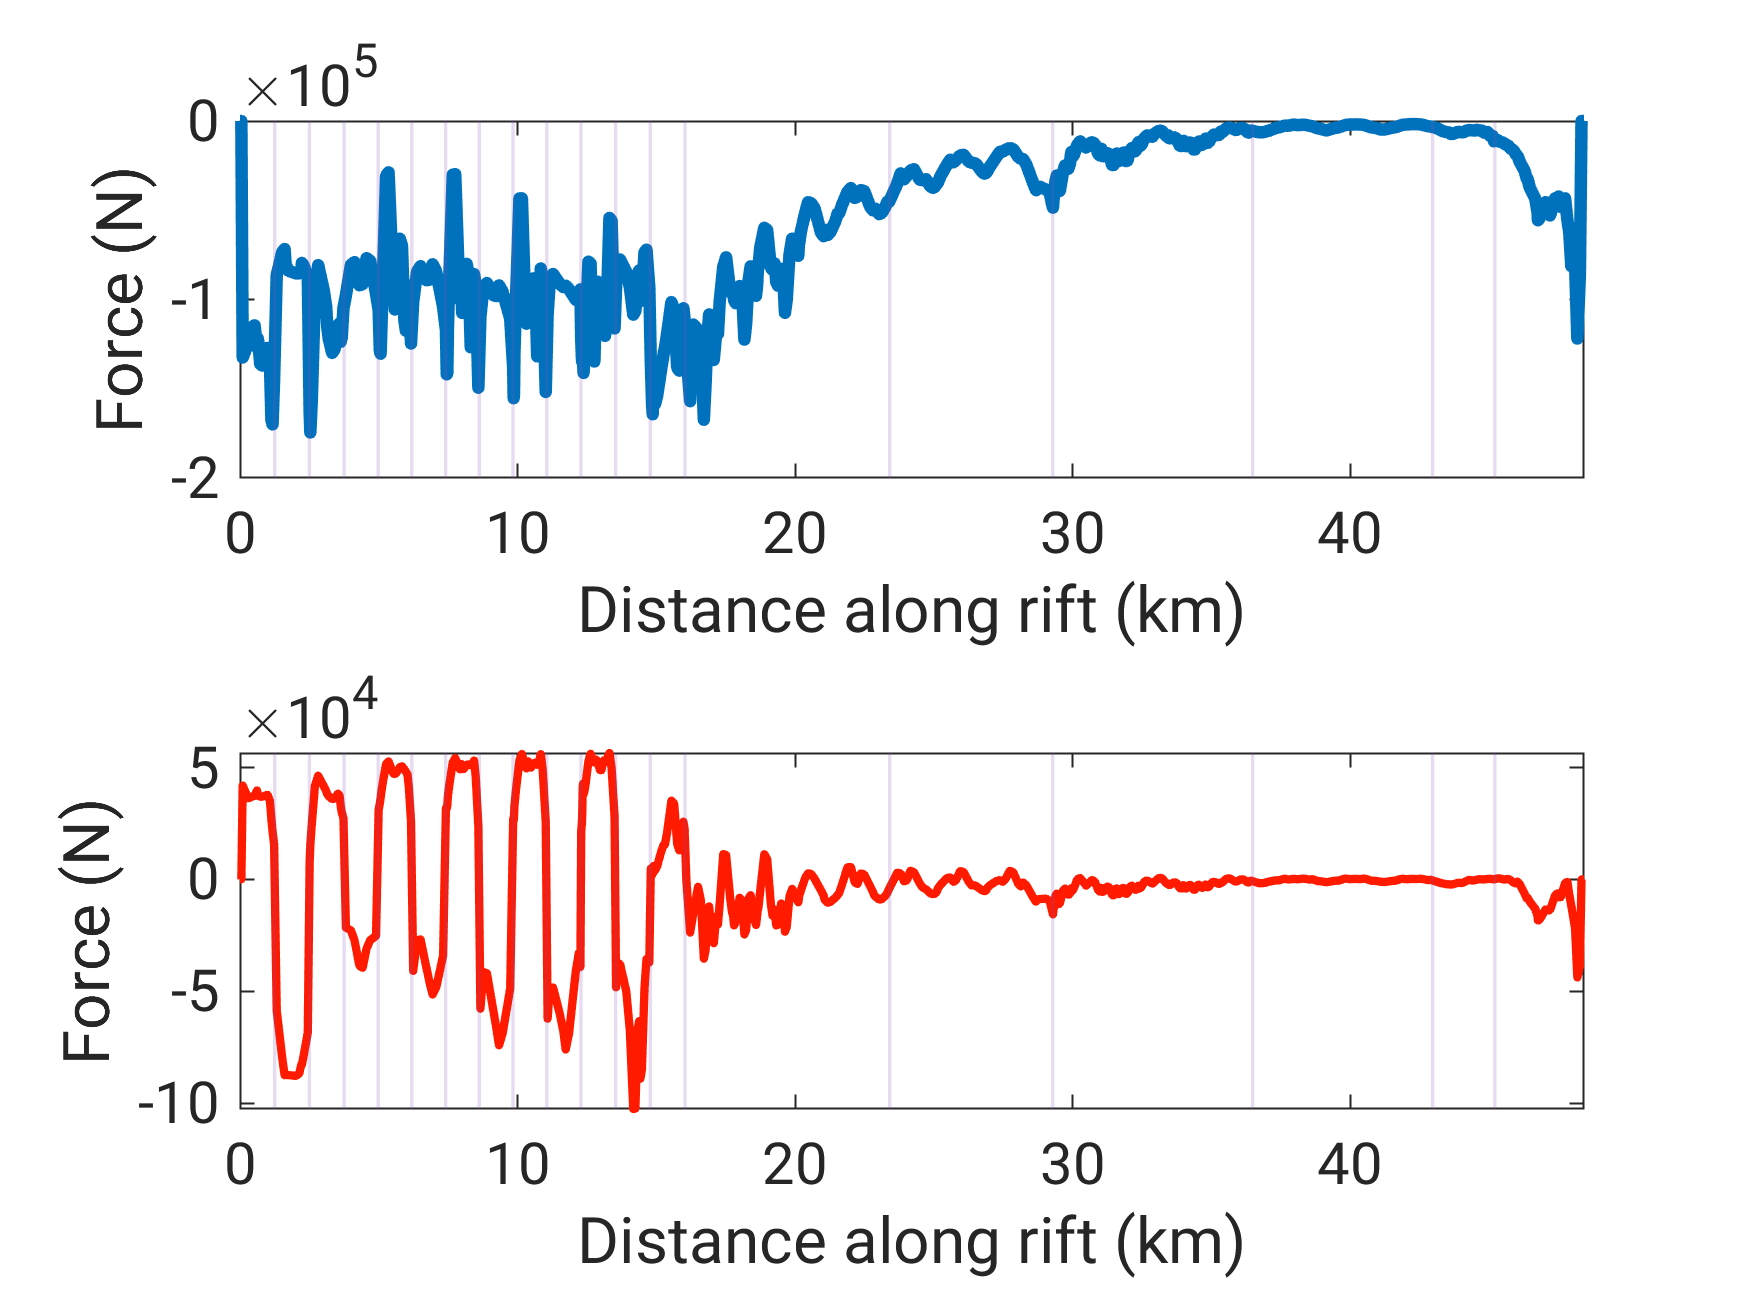 ×10^5
0
-1
-2
Force (N)
0 10 20 30 40
Distance along rift (km)
×10^4
5
0
-5
-10
Force (N)
0 10 20 30 40
Distance along rift (km)